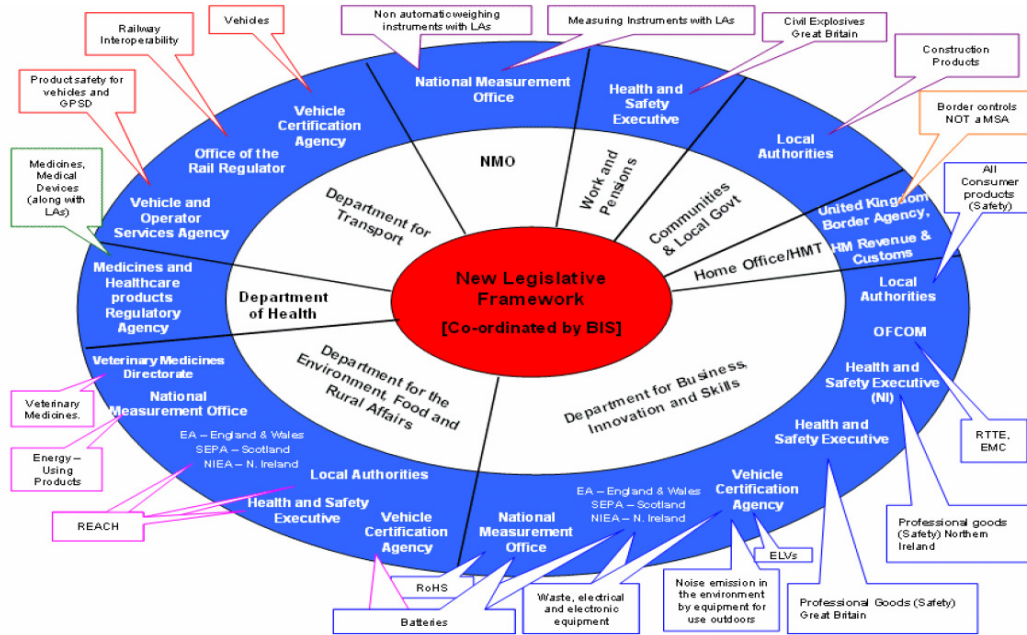 Non automatic weighing
instruments with LAs
Measuring Instruments with LAs
Civil Explosives
Great Britain
Vehicles
Railway
Interoperability
Construction
Products
Product safety for
vehicles and
GPSD
Border controls
NOT a MSA
Medicines,
Medical
Devices (along
with LAs)
All
Consumer
products
(Safety)
National Measurement
Office
Health and
Safety
Executive
Vehicle
Certification
Agency
Local
Authorities
Office of the
Rail Regulator
Vehicle and
Operator
Services Agency
United Kingdom
Border Agency,
HM Revenue &
Customs
Medicines and
Healthcare
products
Regulatory
Agency
Local
Authorities
OFCOM
Health and
Safety Executive
(NI)
Health and
Safety Executive
NMO
Work and
Pensions
Communities
& Local Govt
Home Office/HMT
Department for
Transport
Department
of Health
New Legislative
Framework
[Co-ordinated by BIS]
Department for the
Environment, Food and
Rural Affairs
Department for Business,
Innovation and Skills
Veterinary Medicines
Directorate
National
Measurement Office
EA – England & Wales
SEPA – Scotland
NIEA – N. Ireland
Local Authorities
Health and Safety
Executive
Vehicle
Certification
Agency
National
Measurement
Office
EA – England & Wales
SEPA – Scotland
NIEA – N. Ireland
Vehicle
Certification
Agency
Veterinary
Medicines.
Energy –
Using
Products
REACH
RoHS
Batteries
Waste, electrical
and electronic
equipment
Noise emission in
the environment
by equipment for
use outdoors
ELVs
RTTE,
EMC
Professional goods
(Safety) Northern
Ireland
Professional Goods (Safety)
Great Britain